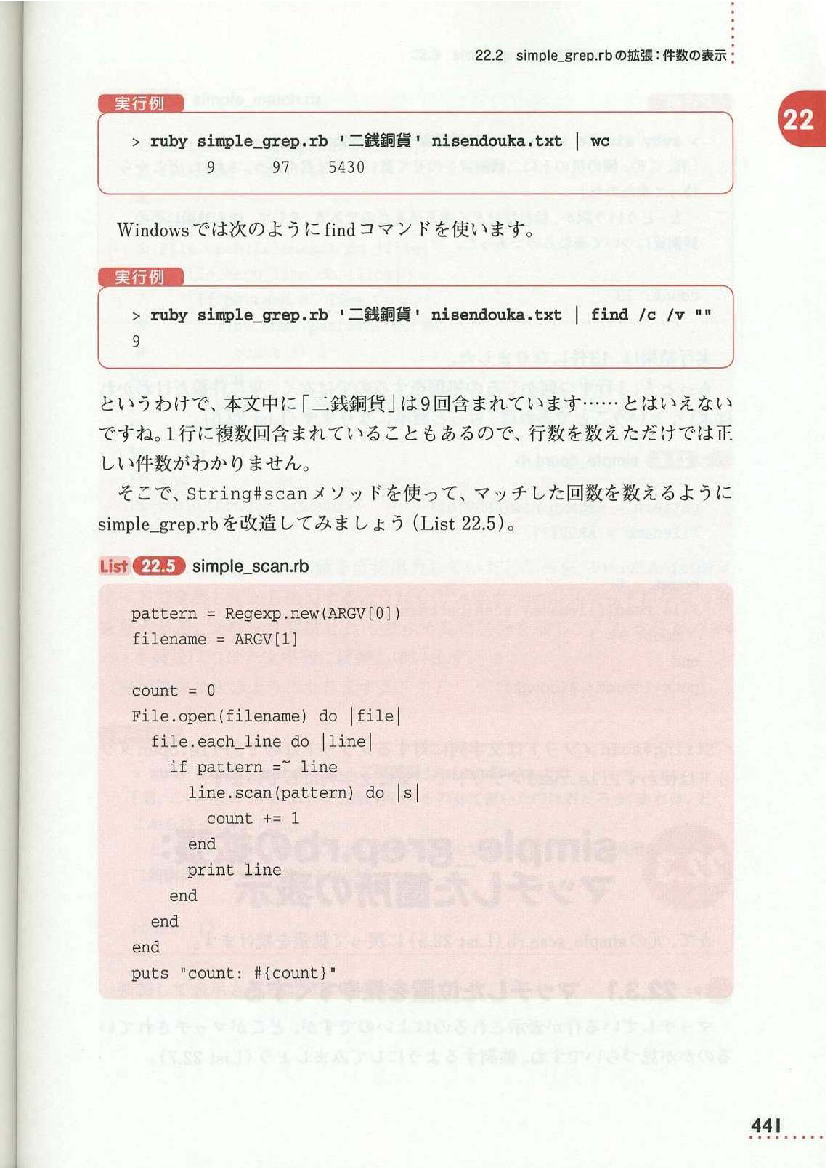 22.2 simple_grep.rbの拡張：件数の表示
22
実行例
> ruby simple_grep.rb '二銭銅貨' nisendouka.txt | wc
9 97 5430
Windowsでは次のようにfindコマンドを使います。
実行例
> ruby simple_grep.rb '二銭銅貨' nisendouka.txt | find /c /v ""
9
というわけで、本文中に「二銭銅貨」は9回含まれています……とはいえない
ですね。1行に複数回含まれていることもあるので、行数を数えただけでは正
しい件数がわかりません。
そこで、String#scanメソッドを使って、マッチした回数を数えるように
simple_grep.rbを改造してみましょう（List 22.5）。
List 22.5 simple_scan.rb
pattern = Regexp.new(ARGV[0])
filename = ARGV[1]
count = 0
File.open(filename) do |file|
file.each_line do |line|
if pattern =~ line
line.scan(pattern) do |s|
count += 1
end
print line
end
end
end
puts "count: #{count}"
441